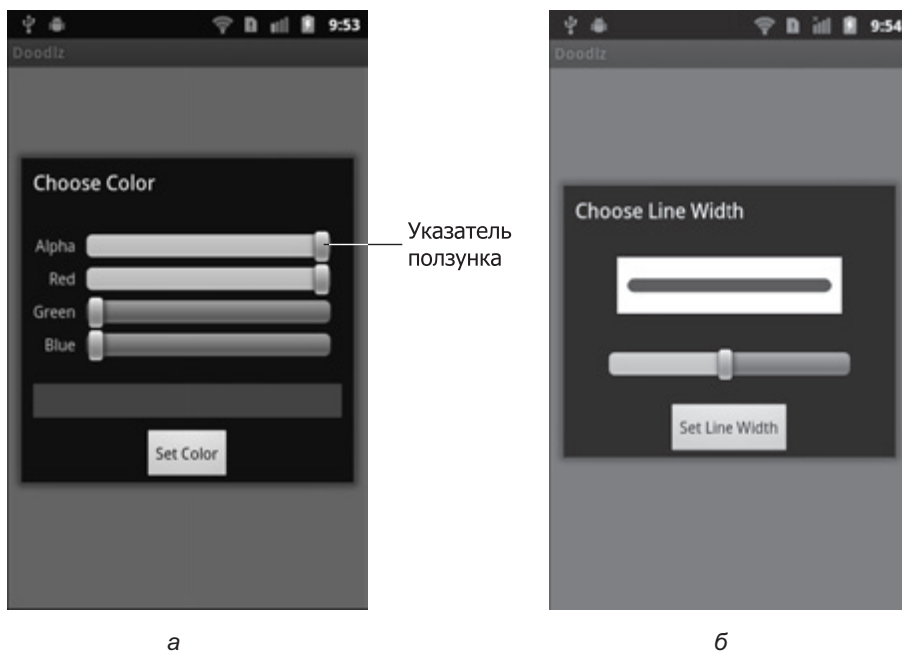 9:53
Doodlz
Choose Color
Alpha
Red
Green
Blue
Set Color
Указатель
ползунка
9:54
Doodlz
Choose Line Width
Set Line Width
а
б